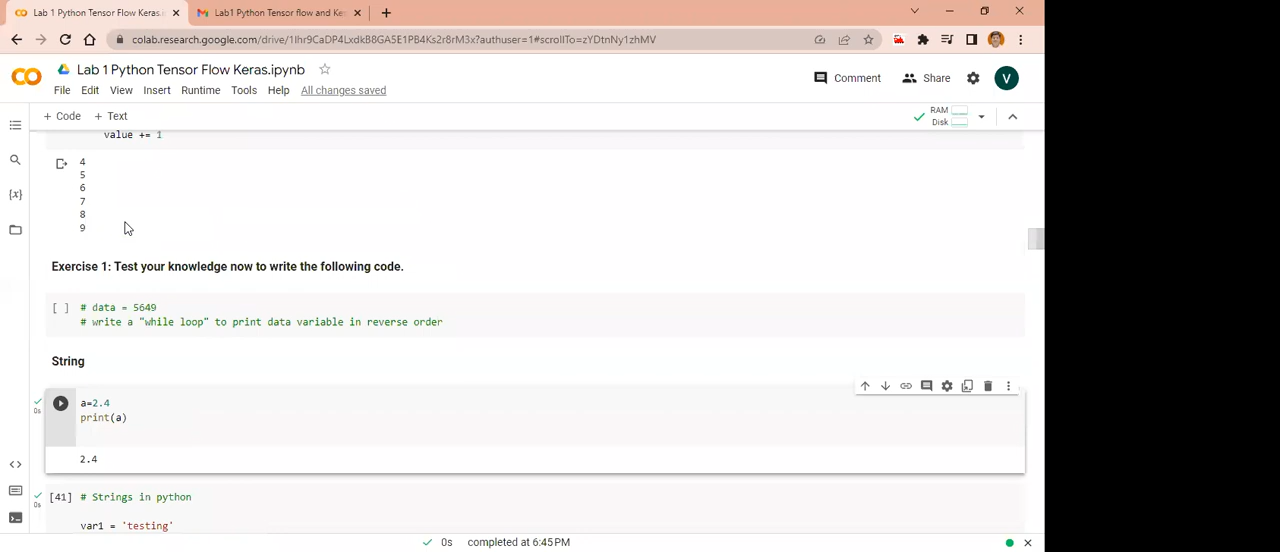 Lab 1 Python Tensor Flow Keras.i
Lab1 Python Tensor flow and Ke
colab.research.google.com/drive/1Ihr9CaDP4LxdkB8GA5E1PB4Ks2r8rM3x?authuser=1#scrollTo=zYDtnNy1zhMV
CO
Lab 1 Python Tensor Flow Keras.ipynb
Comment
Share
V
File Edit View Insert Runtime Tools Help All changes saved
+ Code + Text
RAM
Disk
value += 1
4
5
6
7
8
9
Exercise 1: Test your knowledge now to write the following code.
[ ] # data = 5649
# write a "while loop" to print data variable in reverse order
String
0s
a=2.4
print(a)
2.4
[41] # Strings in python
0s
var1 = 'testing'
0s completed at 6:45PM